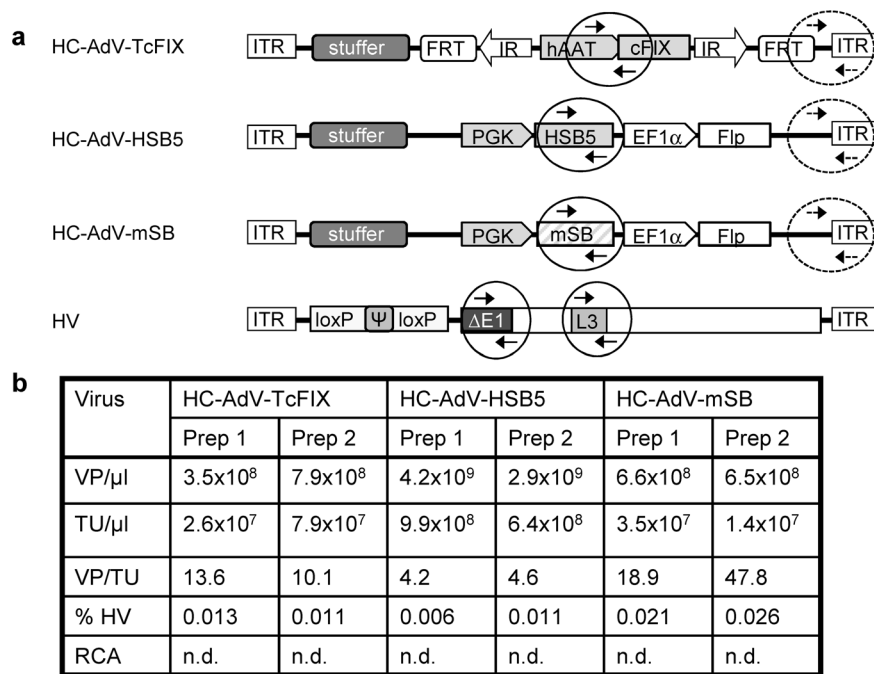 a
HC-AdV-TcFIX ITR stuffer FRT IR hAAT cFIX IR FRT ITR
HC-AdV-HSB5 ITR stuffer PGK HSB5 EF1α Flp ITR
HC-AdV-mSB ITR stuffer PGK mSB EF1α Flp ITR
HV ITR loxP Ψ loxP ΔE1 L3 ITR
b
Virus HC-AdV-TcFIX HC-AdV-HSB5 HC-AdV-mSB
Prep 1 Prep 2 Prep 1 Prep 2 Prep 1 Prep 2
VP/µl 3.5x10⁸ 7.9x10⁸ 4.2x10⁹ 2.9x10⁹ 6.6x10⁸ 6.5x10⁸
TU/µl 2.6x10⁷ 7.9x10⁷ 9.9x10⁸ 6.4x10⁸ 3.5x10⁷ 1.4x10⁷
VP/TU 13.6 10.1 4.2 4.6 18.9 47.8
% HV 0.013 0.011 0.006 0.011 0.021 0.026
RCA n.d. n.d. n.d. n.d. n.d. n.d.